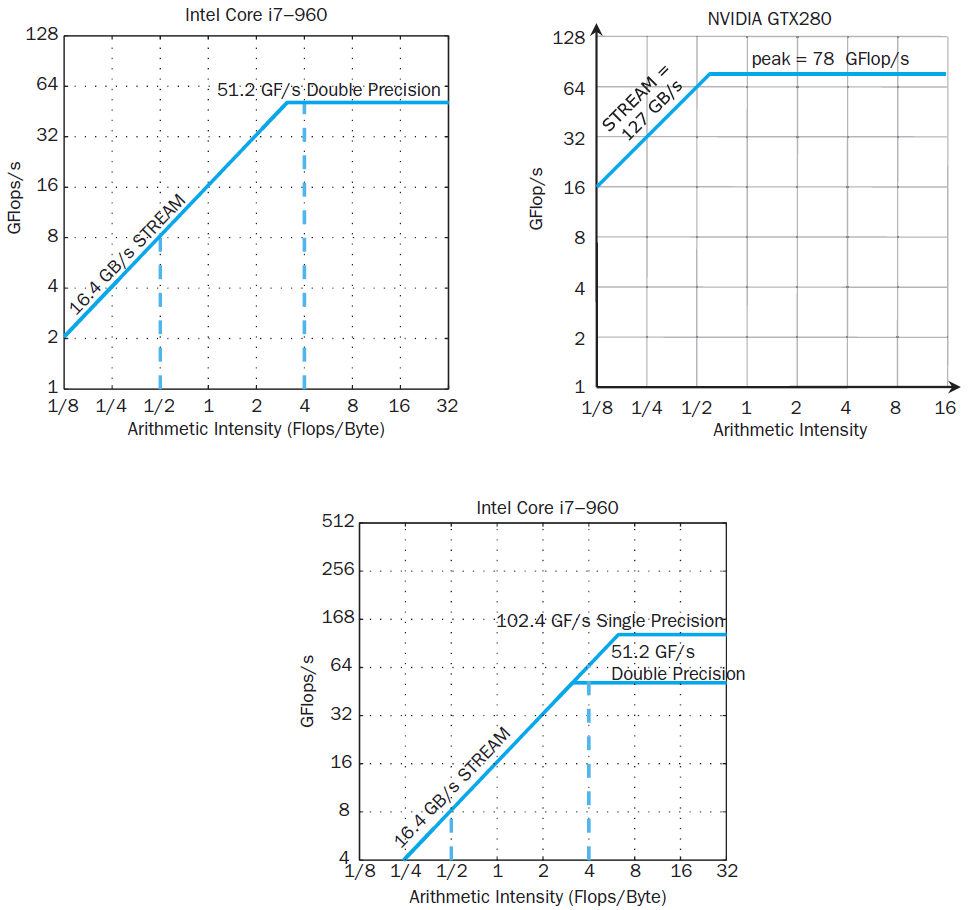 Intel Core i7–960
128
64
32
16
8
4
2
1
GFlops/s
51.2 GF/s Double Precision
16.4 GB/s STREAM
1/8 1/4 1/2 1 2 4 8 16 32
Arithmetic Intensity (Flops/Byte)
NVIDIA GTX280
128
64
32
16
8
4
2
1
GFlop/s
peak = 78 GFlop/s
STREAM =
127 GB/s
1/8 1/4 1/2 1 2 4 8 16
Arithmetic Intensity
Intel Core i7–960
512
256
168
64
32
16
8
4
GFlops/s
102.4 GF/s Single Precision
51.2 GF/s
Double Precision
16.4 GB/s STREAM
1/8 1/4 1/2 1 2 4 8 16 32
Arithmetic Intensity (Flops/Byte)